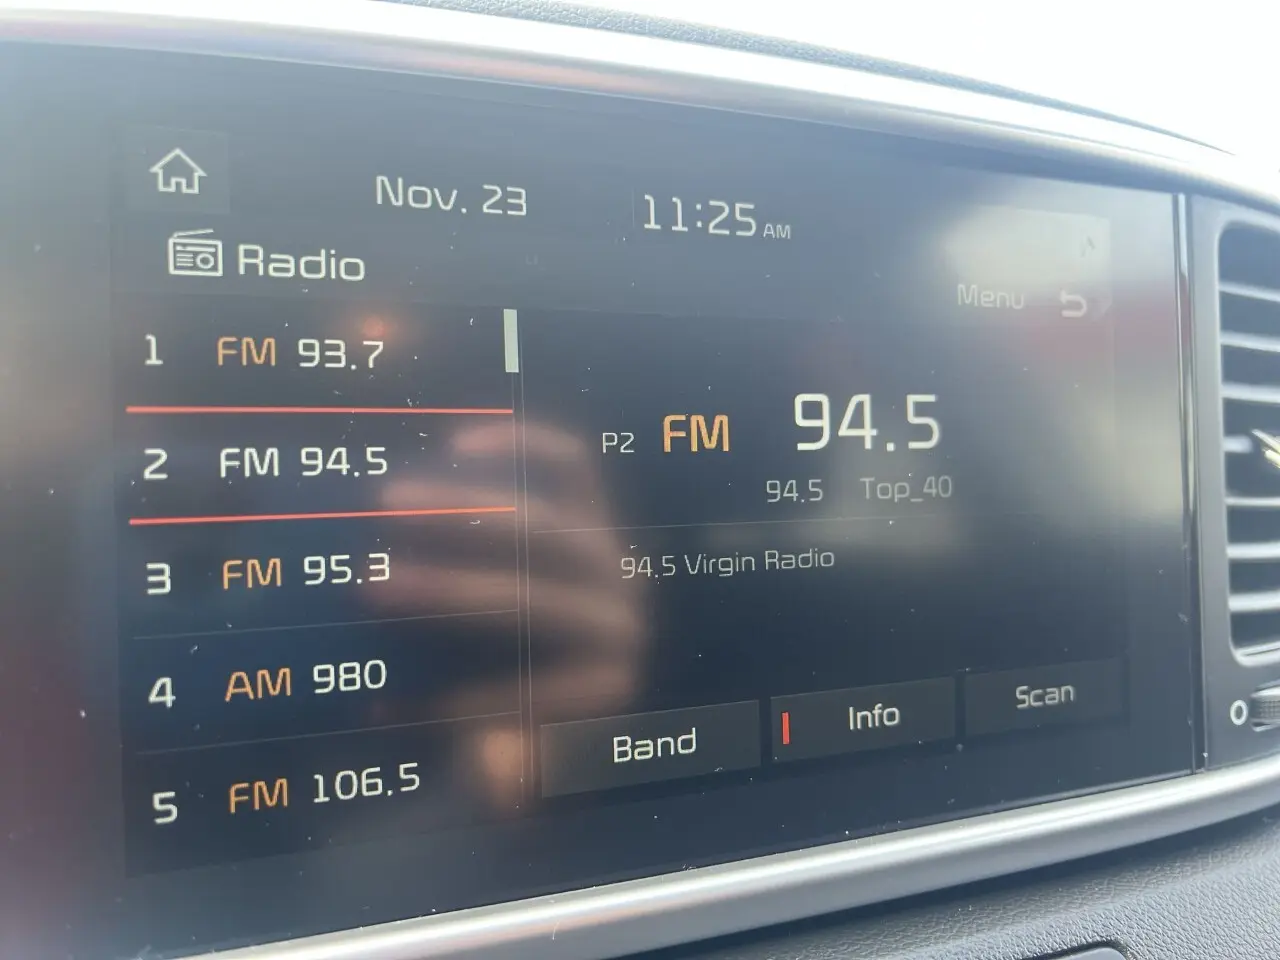 Nov. 23 11:25 AM
Radio
Menu
1 FM 93.7
2 FM 94.5
3 FM 95.3
4 AM 980
5 FM 106.5
P2 FM 94.5
94.5 Top_40
94.5 Virgin Radio
Band Info Scan